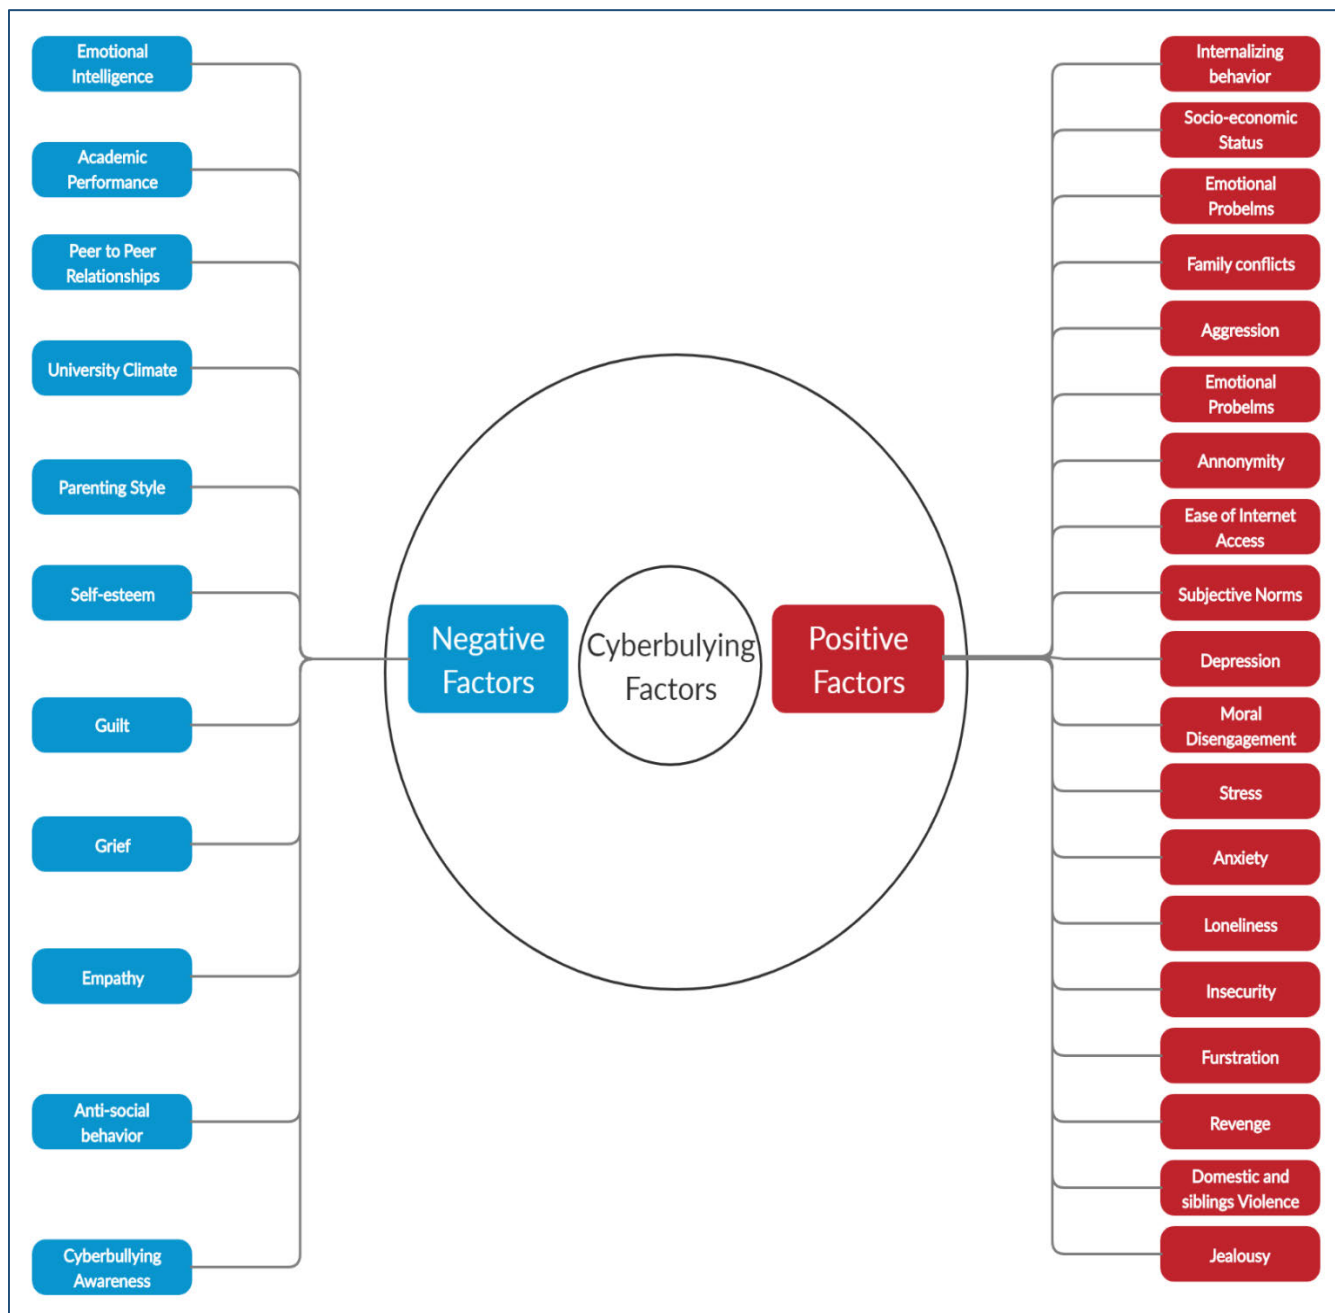 Emotional
Intelligence
Academic
Performance
Peer to Peer
Relationships
University Climate
Parenting Style
Self-esteem
Guilt
Grief
Empathy
Anti-social
behavior
Cyberbullying
Awareness
Negative
Factors
Cyberbulying
Factors
Positive
Factors
Internalizing
behavior
Socio-economic
Status
Emotional
Probelms
Family conflicts
Aggression
Emotional
Probelms
Annonymity
Ease of Internet
Access
Subjective Norms
Depression
Moral
Disengagement
Stress
Anxiety
Loneliness
Insecurity
Furstration
Revenge
Domestic and
siblings Violence
Jealousy